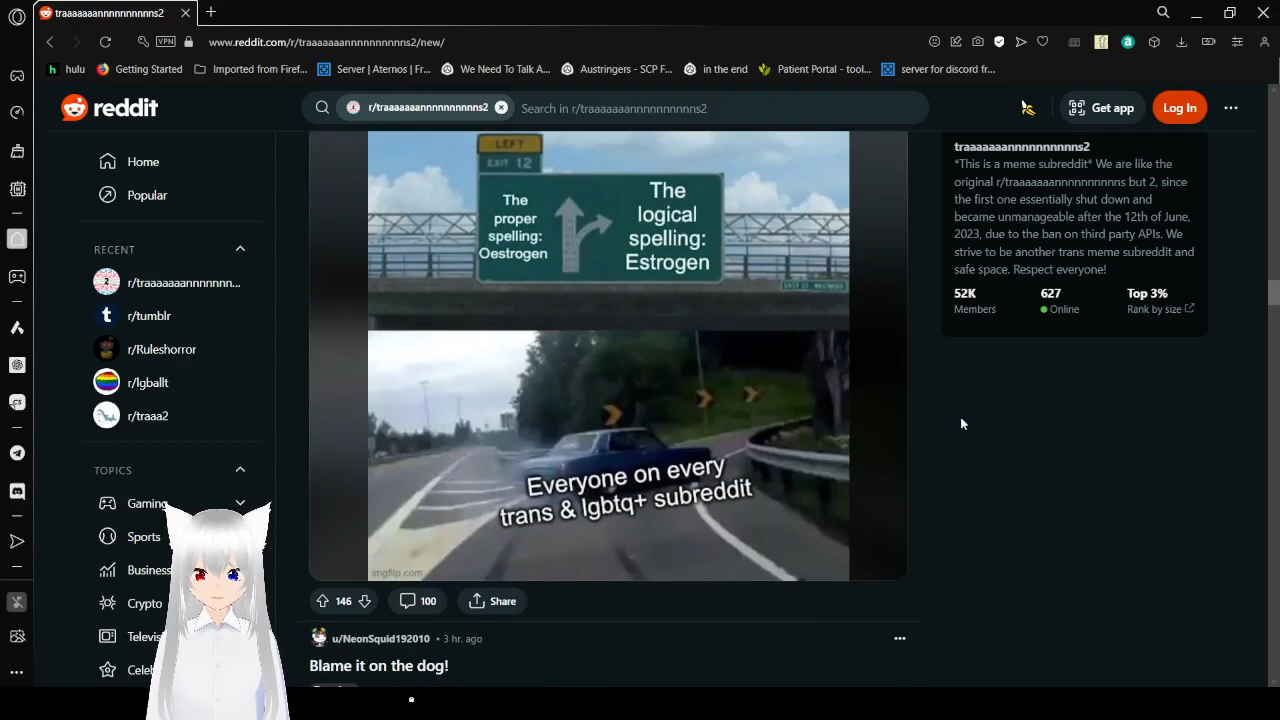 traaaaaaannnnnnnnnns2
www.reddit.com/r/traaaaaaannnnnnnnnns2/new/
VPN
hulu
Getting Started
Imported from Firef...
Server | Aternos | Fr...
We Need To Talk A...
Austringers - SCP F...
in the end
Patient Portal - tool...
server for discord fr...
reddit
r/traaaaaaannnnnnnnnns2
Search in r/traaaaaaannnnnnnnnns2
Get app
Log In
Home
Popular
RECENT
r/traaaaaaannnnnnn...
r/tumblr
r/Ruleshorror
r/lgballt
r/traaa2
TOPICS
Gaming
Sports
Business
Crypto
Televis
Celeb
LEFT
EXIT 12
The
proper
spelling:
Oestrogen
The
logical
spelling:
Estrogen
Everyone on every
trans & lgbtq+ subreddit
imgflip.com
146
100
Share
u/NeonSquid192010 • 3 hr. ago
Blame it on the dog!
traaaaaaannnnnnnnnns2
*This is a meme subreddit* We are like the
original r/traaaaaaannnnnnnnnns but 2, since
the first one essentially shut down and
became unmanageable after the 12th of June,
2023, due to the ban on third party APIs. We
strive to be another trans meme subreddit and
safe space. Respect everyone!
52K
Members
627
Online
Top 3%
Rank by size